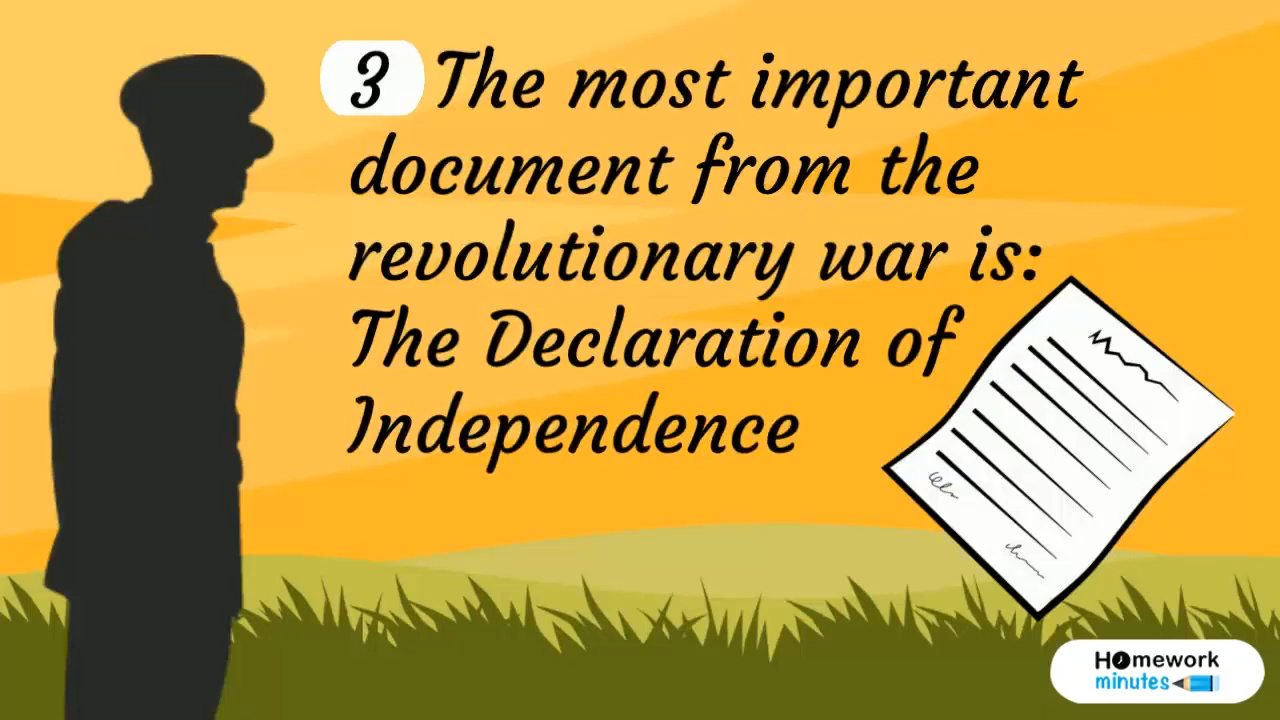 3 The most important
document from the
revolutionary war is:
The Declaration of
Independence
Homework
minutes